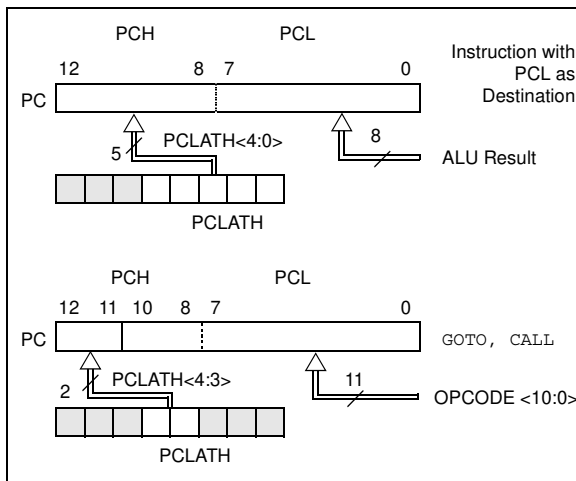 PCH PCL
12 8 7 0
Instruction with
PCL as
Destination
PC
5 PCLATH<4:0>
8
ALU Result
PCLATH
PCH PCL
12 11 10 8 7 0
PC
GOTO, CALL
2 PCLATH<4:3>
11
OPCODE <10:0>
PCLATH